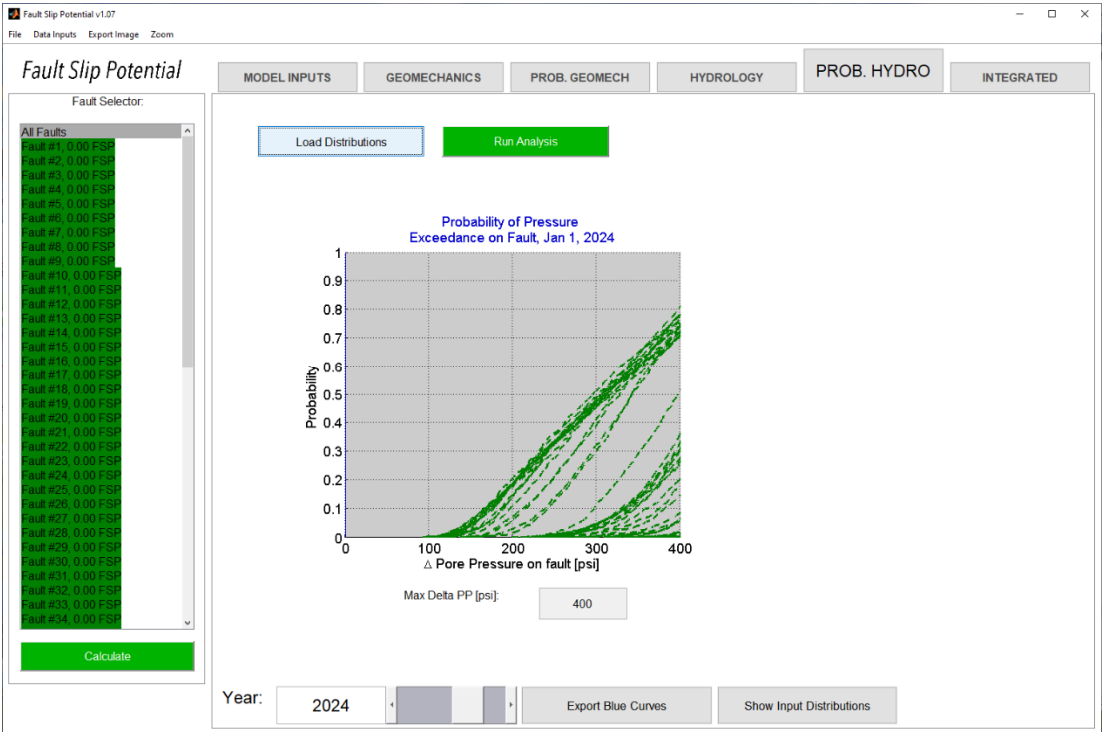 Fault Slip Potential v1.07
File Data Inputs Export Image Zoom
Fault Slip Potential
MODEL INPUTS
GEOMECHANICS
PROB. GEOMECH
HYDROLOGY
PROB. HYDRO
INTEGRATED
Fault Selector:
All Faults
Fault #1, 0.00 FSP
Fault #2, 0.00 FSP
Fault #3, 0.00 FSP
Fault #4, 0.00 FSP
Fault #5, 0.00 FSP
Fault #6, 0.00 FSP
Fault #7, 0.00 FSP
Fault #8, 0.00 FSP
Fault #9, 0.00 FSP
Fault #10, 0.00 FSP
Fault #11, 0.00 FSP
Fault #12, 0.00 FSP
Fault #13, 0.00 FSP
Fault #14, 0.00 FSP
Fault #15, 0.00 FSP
Fault #16, 0.00 FSP
Fault #17, 0.00 FSP
Fault #18, 0.00 FSP
Fault #19, 0.00 FSP
Fault #20, 0.00 FSP
Fault #21, 0.00 FSP
Fault #22, 0.00 FSP
Fault #23, 0.00 FSP
Fault #24, 0.00 FSP
Fault #25, 0.00 FSP
Fault #26, 0.00 FSP
Fault #27, 0.00 FSP
Fault #28, 0.00 FSP
Fault #29, 0.00 FSP
Fault #30, 0.00 FSP
Fault #31, 0.00 FSP
Fault #32, 0.00 FSP
Fault #33, 0.00 FSP
Fault #34, 0.00 FSP
Calculate
Load Distributions
Run Analysis
Probability of Pressure
Exceedance on Fault, Jan 1, 2024
1
0.9
0.8
0.7
0.6
0.5
0.4
0.3
0.2
0.1
0
Probability
0 100 200 300 400
Δ Pore Pressure on fault [psi]
Max Delta PP [psi]:
400
Year:
2024
Export Blue Curves
Show Input Distributions